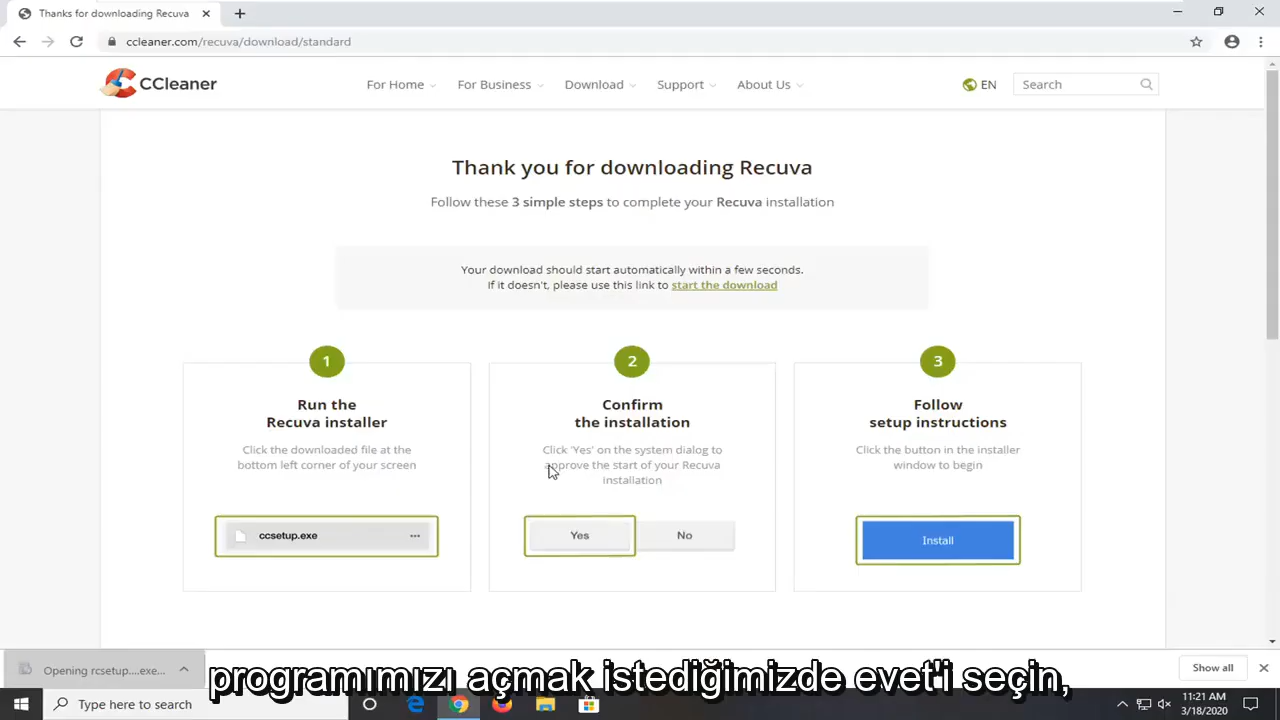 Thanks for downloading Recuva
ccleaner.com/recuva/download/standard
CCleaner
For Home
For Business
Download
Support
About Us
EN
Search
Thank you for downloading Recuva
Follow these 3 simple steps to complete your Recuva installation
Your download should start automatically within a few seconds.
If it doesn't, please use this link to start the download
1
Run the
Recuva installer
Click the downloaded file at the
bottom left corner of your screen
ccsetup.exe
2
Confirm
the installation
Click 'Yes' on the system dialog to
approve the start of your Recuva
installation
Yes
No
3
Follow
setup instructions
Click the button in the installer
window to begin
Install
Opening rcsetup....exe...
Show all
programımızı açmak istediğimizde evet'i seçin,
Type here to search
11:21 AM
3/18/2020